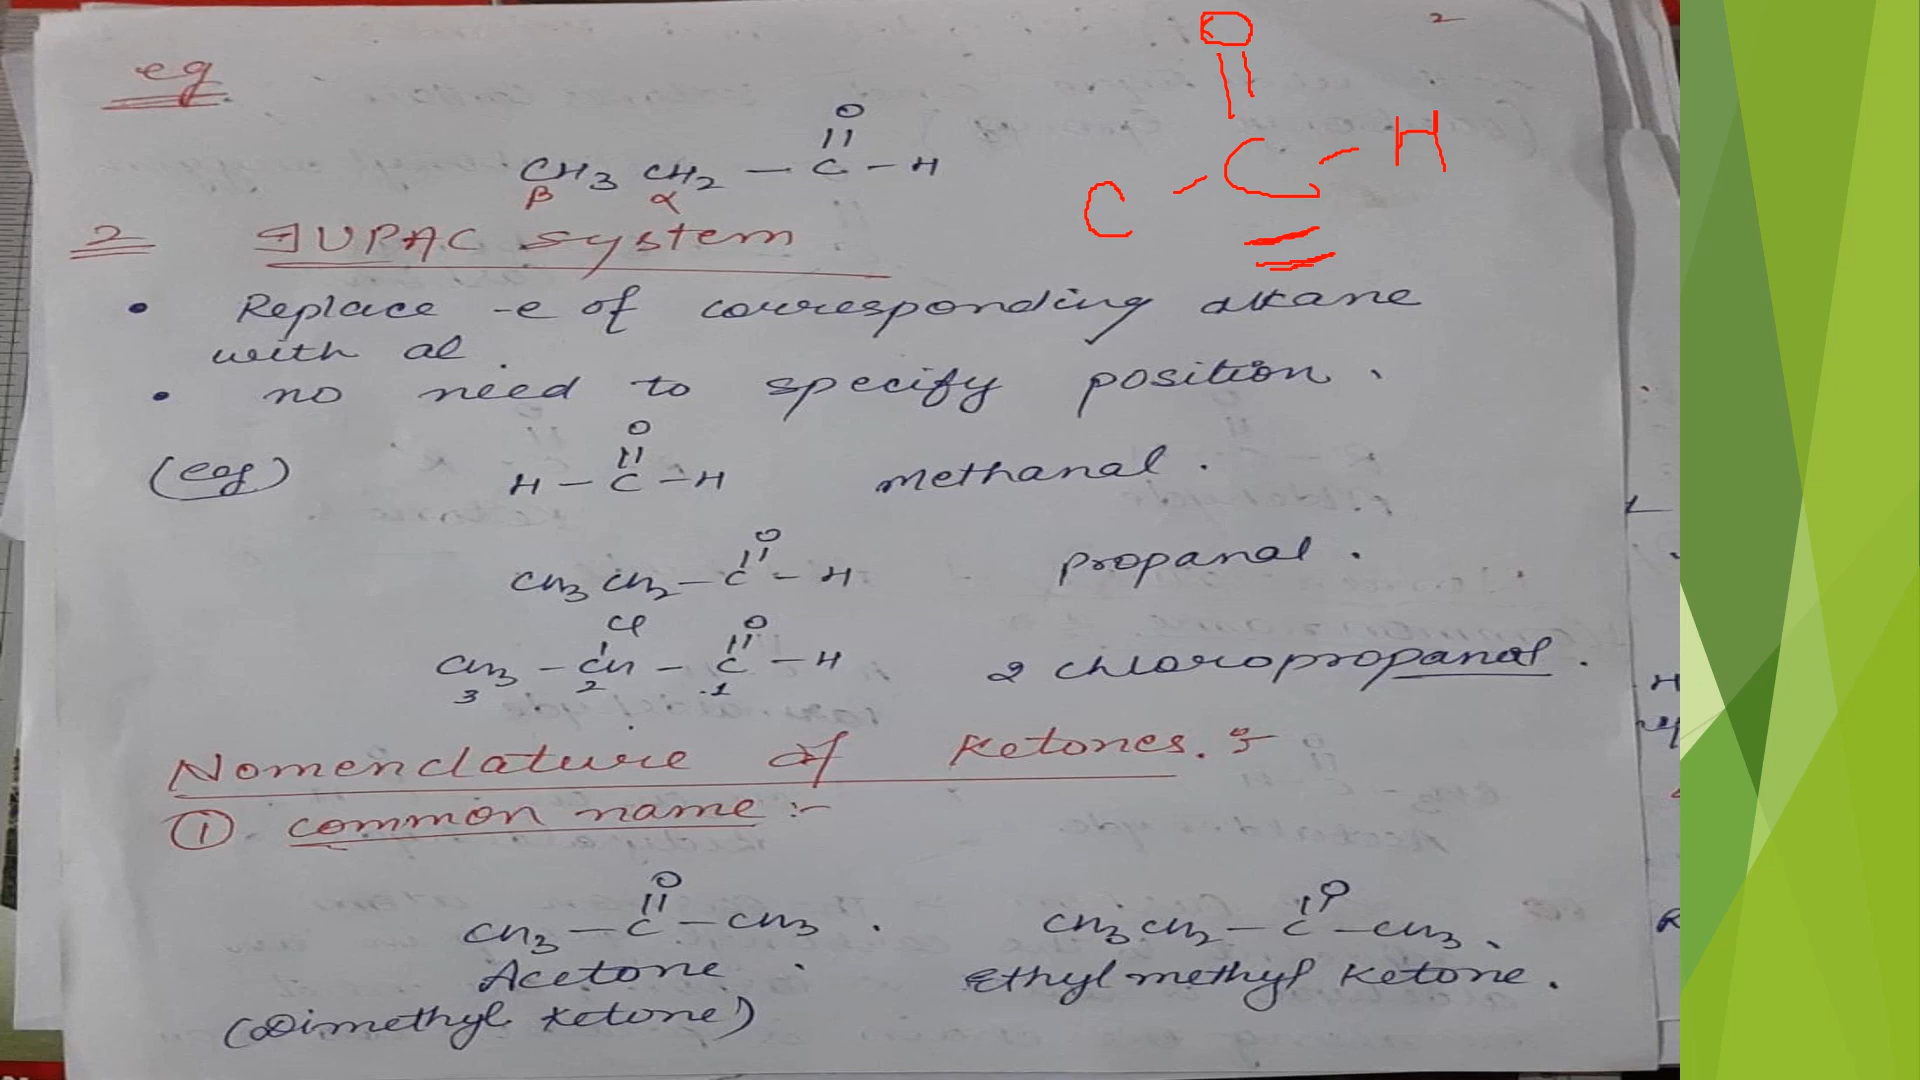 2
eg.
O
||
CH3 CH2 — C — H
β α
O
||
C - C - H
2 IUPAC system
• Replace -e of corresponding alkane
with al.
• no need to specify position.
(eg)
O
||
H — C — H methanal.
O
||
CH3 CH2 — C — H propanal.
Cl O
| ||
CH3 — CH — C — H 2 chloropropanal.
3 2 1
Nomenclature of Ketones. :-
① common name :-
O
||
CH3 — C — CH3 .
O
||
CH3 CH2 — C — CH3 .
Acetone . Ethyl methyl Ketone.
(Dimethyl Ketone)